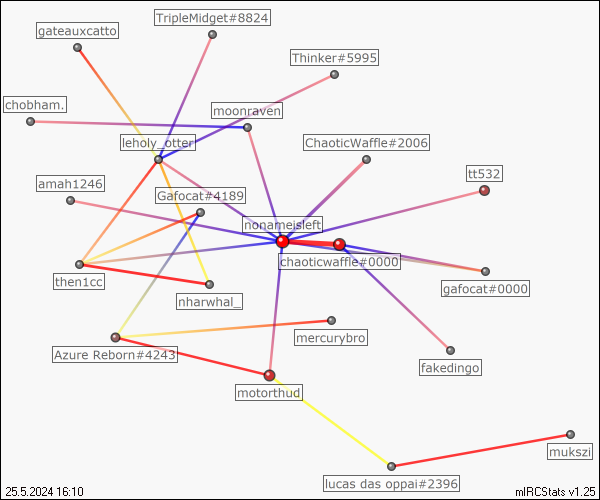 TripleMidget#8824
gateauxcatto
Thinker#5995
chobham.
moonraven
leholy_otter
ChaoticWaffle#2006
tt532
amah1246
Gafocat#4189
nonameisleft
chaoticwaffle#0000
then1cc
gafocat#0000
nharwhal_
mercurybro
Azure Reborn#4243
fakedingo
motorthud
mukszi
lucas das oppai#2396
25.5.2024 16:10
mIRCStats v1.25